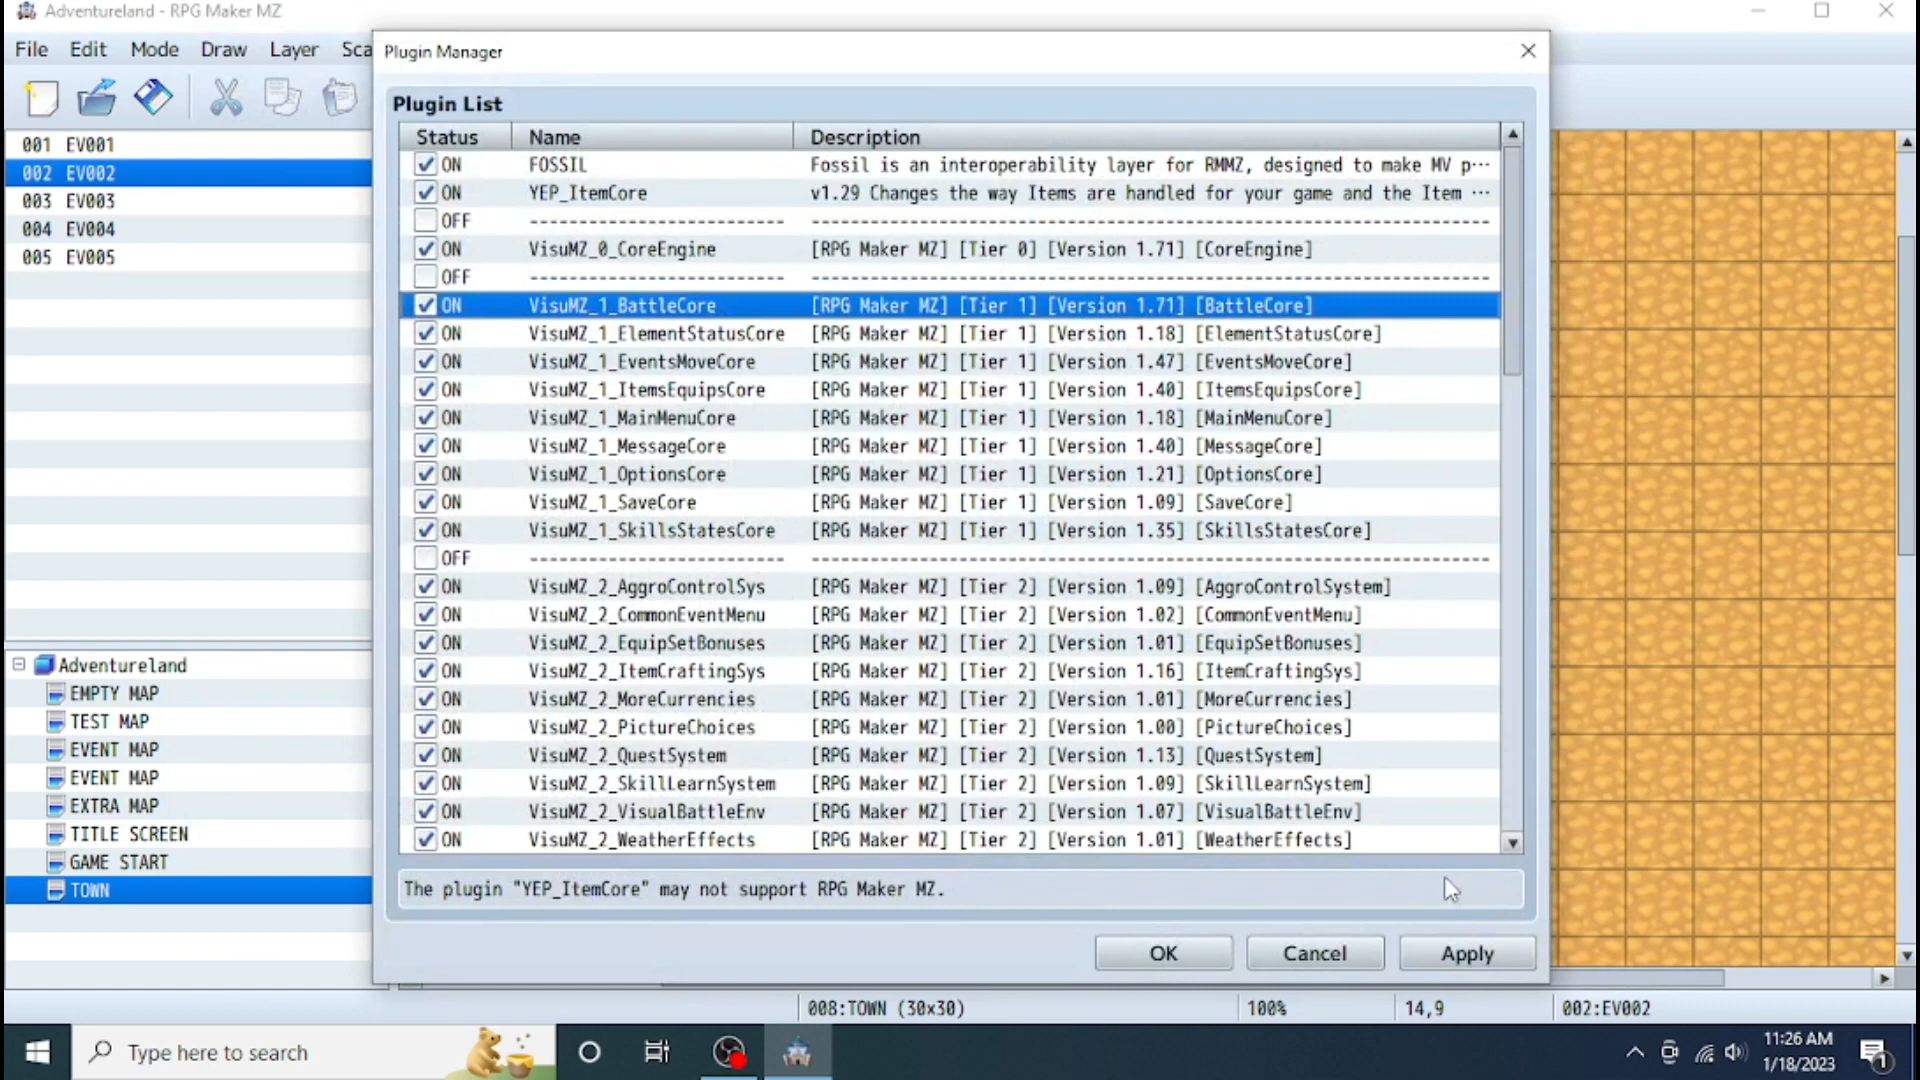 Adventureland - RPG Maker MZ
File Edit Mode Draw Layer Sca
001 EV001
002 EV002
003 EV003
004 EV004
005 EV005
Adventureland
EMPTY MAP
TEST MAP
EVENT MAP
EVENT MAP
EXTRA MAP
TITLE SCREEN
GAME START
TOWN
Plugin Manager
Plugin List
Status Name Description
ON FOSSIL Fossil is an interoperability layer for RMMZ, designed to make MV p···
ON YEP_ItemCore v1.29 Changes the way Items are handled for your game and the Item ···
OFF -------------------------- ---------------------------------------------------------------------
ON VisuMZ_0_CoreEngine [RPG Maker MZ] [Tier 0] [Version 1.71] [CoreEngine]
OFF -------------------------- ---------------------------------------------------------------------
ON VisuMZ_1_BattleCore [RPG Maker MZ] [Tier 1] [Version 1.71] [BattleCore]
ON VisuMZ_1_ElementStatusCore [RPG Maker MZ] [Tier 1] [Version 1.18] [ElementStatusCore]
ON VisuMZ_1_EventsMoveCore [RPG Maker MZ] [Tier 1] [Version 1.47] [EventsMoveCore]
ON VisuMZ_1_ItemsEquipsCore [RPG Maker MZ] [Tier 1] [Version 1.40] [ItemsEquipsCore]
ON VisuMZ_1_MainMenuCore [RPG Maker MZ] [Tier 1] [Version 1.18] [MainMenuCore]
ON VisuMZ_1_MessageCore [RPG Maker MZ] [Tier 1] [Version 1.40] [MessageCore]
ON VisuMZ_1_OptionsCore [RPG Maker MZ] [Tier 1] [Version 1.21] [OptionsCore]
ON VisuMZ_1_SaveCore [RPG Maker MZ] [Tier 1] [Version 1.09] [SaveCore]
ON VisuMZ_1_SkillsStatesCore [RPG Maker MZ] [Tier 1] [Version 1.35] [SkillsStatesCore]
OFF -------------------------- ---------------------------------------------------------------------
ON VisuMZ_2_AggroControlSys [RPG Maker MZ] [Tier 2] [Version 1.09] [AggroControlSystem]
ON VisuMZ_2_CommonEventMenu [RPG Maker MZ] [Tier 2] [Version 1.02] [CommonEventMenu]
ON VisuMZ_2_EquipSetBonuses [RPG Maker MZ] [Tier 2] [Version 1.01] [EquipSetBonuses]
ON VisuMZ_2_ItemCraftingSys [RPG Maker MZ] [Tier 2] [Version 1.16] [ItemCraftingSys]
ON VisuMZ_2_MoreCurrencies [RPG Maker MZ] [Tier 2] [Version 1.01] [MoreCurrencies]
ON VisuMZ_2_PictureChoices [RPG Maker MZ] [Tier 2] [Version 1.00] [PictureChoices]
ON VisuMZ_2_QuestSystem [RPG Maker MZ] [Tier 2] [Version 1.13] [QuestSystem]
ON VisuMZ_2_SkillLearnSystem [RPG Maker MZ] [Tier 2] [Version 1.09] [SkillLearnSystem]
ON VisuMZ_2_VisualBattleEnv [RPG Maker MZ] [Tier 2] [Version 1.07] [VisualBattleEnv]
ON VisuMZ_2_WeatherEffects [RPG Maker MZ] [Tier 2] [Version 1.01] [WeatherEffects]
The plugin "YEP_ItemCore" may not support RPG Maker MZ.
OK Cancel Apply
008:TOWN (30x30) 100% 14,9 002:EV002
Type here to search
11:26 AM
1/18/2023
1